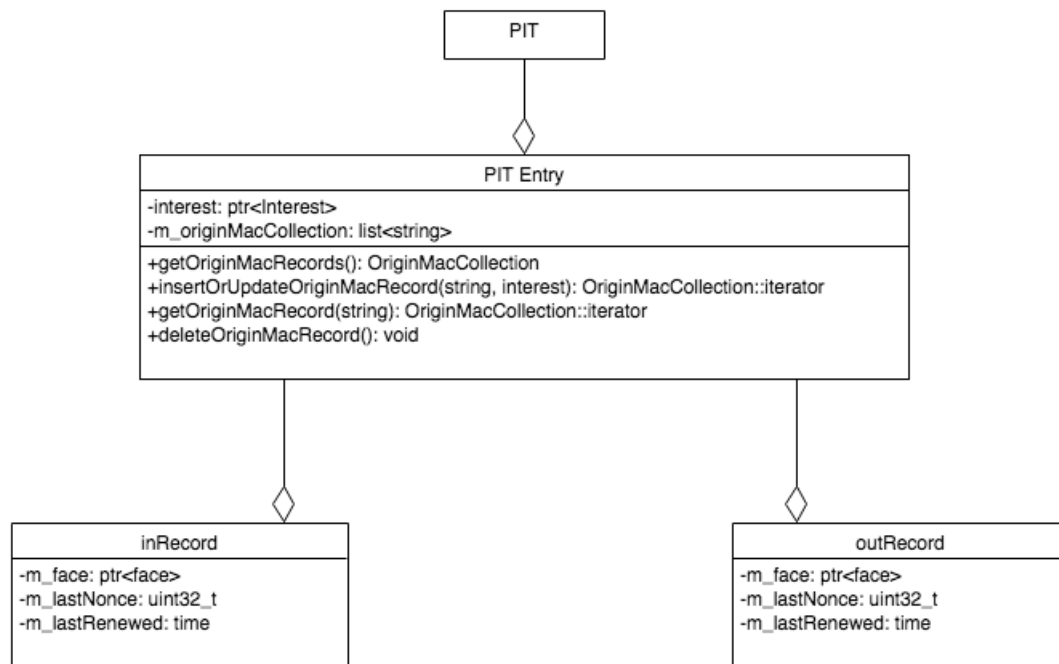 PIT
PIT Entry
-interest: ptr<Interest>
-m_originMacCollection: list<string>
+getOriginMacRecords(): OriginMacCollection
+insertOrUpdateOriginMacRecord(string, interest): OriginMacCollection::iterator
+getOriginMacRecord(string): OriginMacCollection::iterator
+deleteOriginMacRecord(): void
inRecord
-m_face: ptr<face>
-m_lastNonce: uint32_t
-m_lastRenewed: time
outRecord
-m_face: ptr<face>
-m_lastNonce: uint32_t
-m_lastRenewed: time